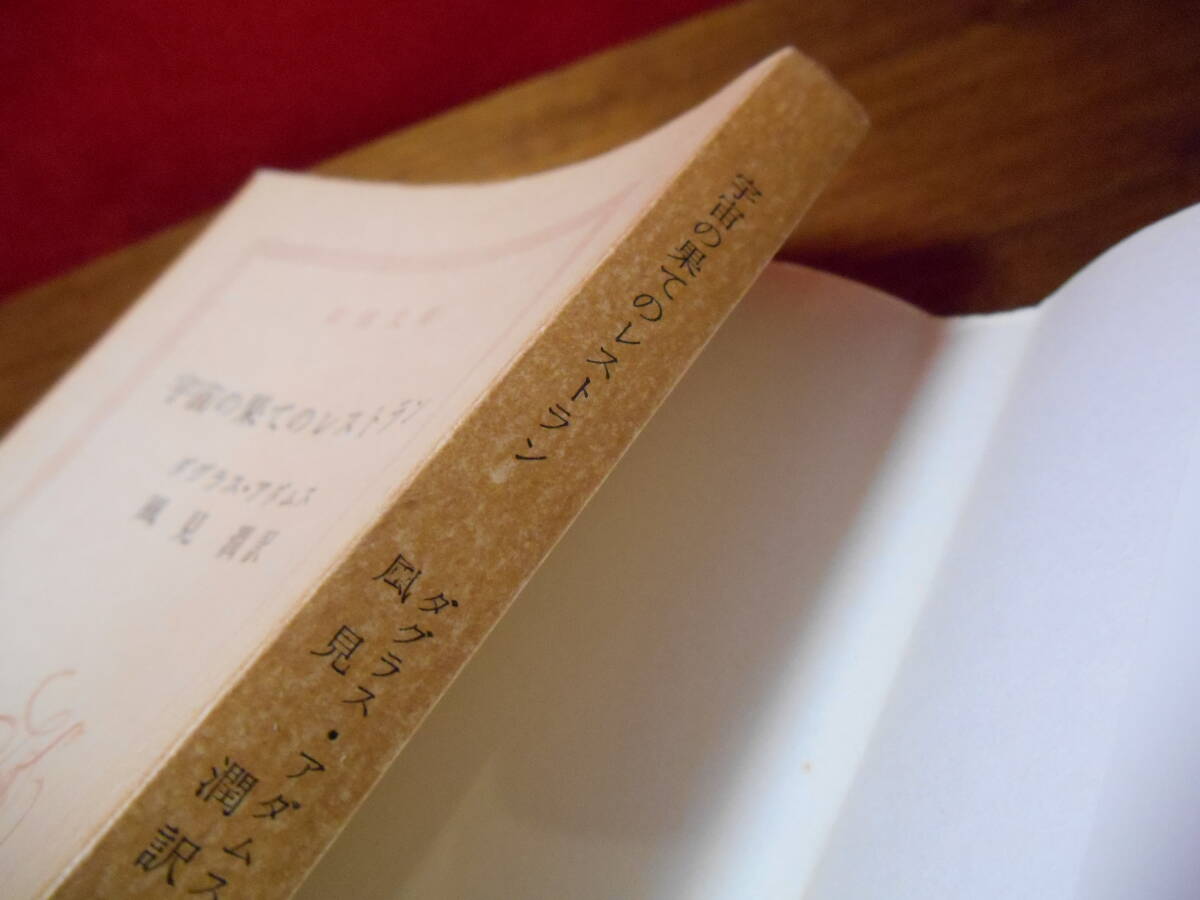 宇宙の果てのレストラン
ダグラス・アダムス
風見 潤 訳
宇宙の果てのレストラン
ダグラス・アダムス
風見 潤訳